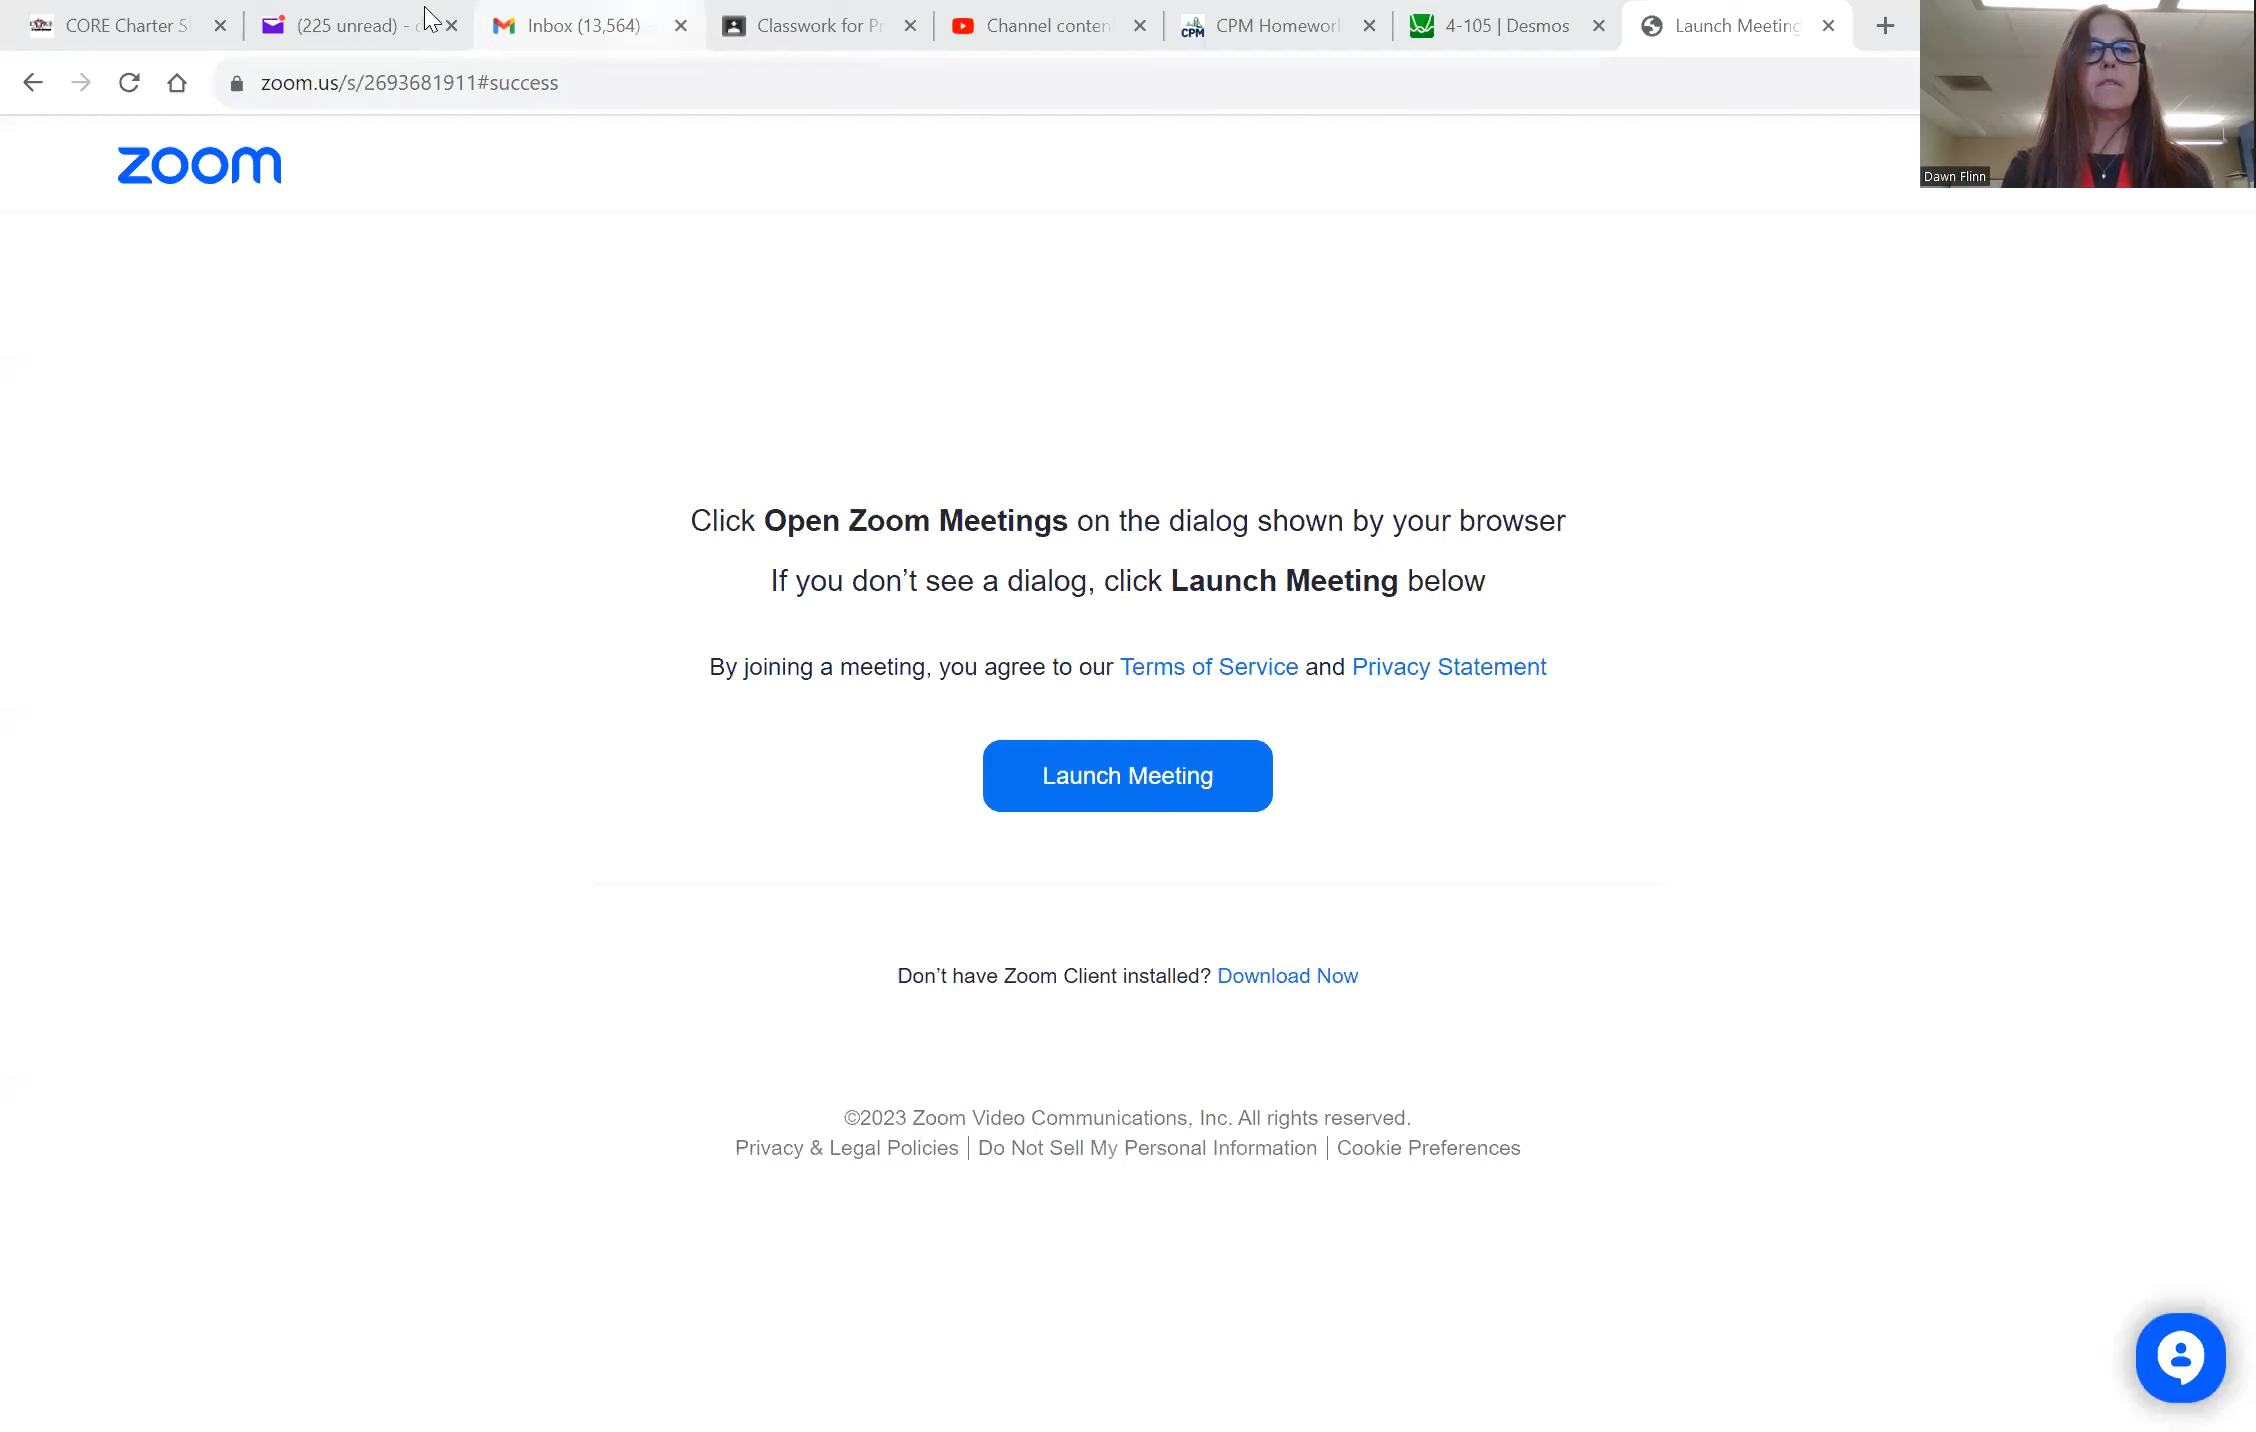 CORE Charter S
(225 unread) -
Inbox (13,564)
Classwork for Pr
Channel conten
CPM Homework
4-105 | Desmos
Launch Meeting
zoom.us/s/2693681911#success
zoom
Dawn Flinn
Click Open Zoom Meetings on the dialog shown by your browser
If you don’t see a dialog, click Launch Meeting below
By joining a meeting, you agree to our Terms of Service and Privacy Statement
Launch Meeting
Don’t have Zoom Client installed? Download Now
©2023 Zoom Video Communications, Inc. All rights reserved.
Privacy & Legal Policies | Do Not Sell My Personal Information | Cookie Preferences
CPM